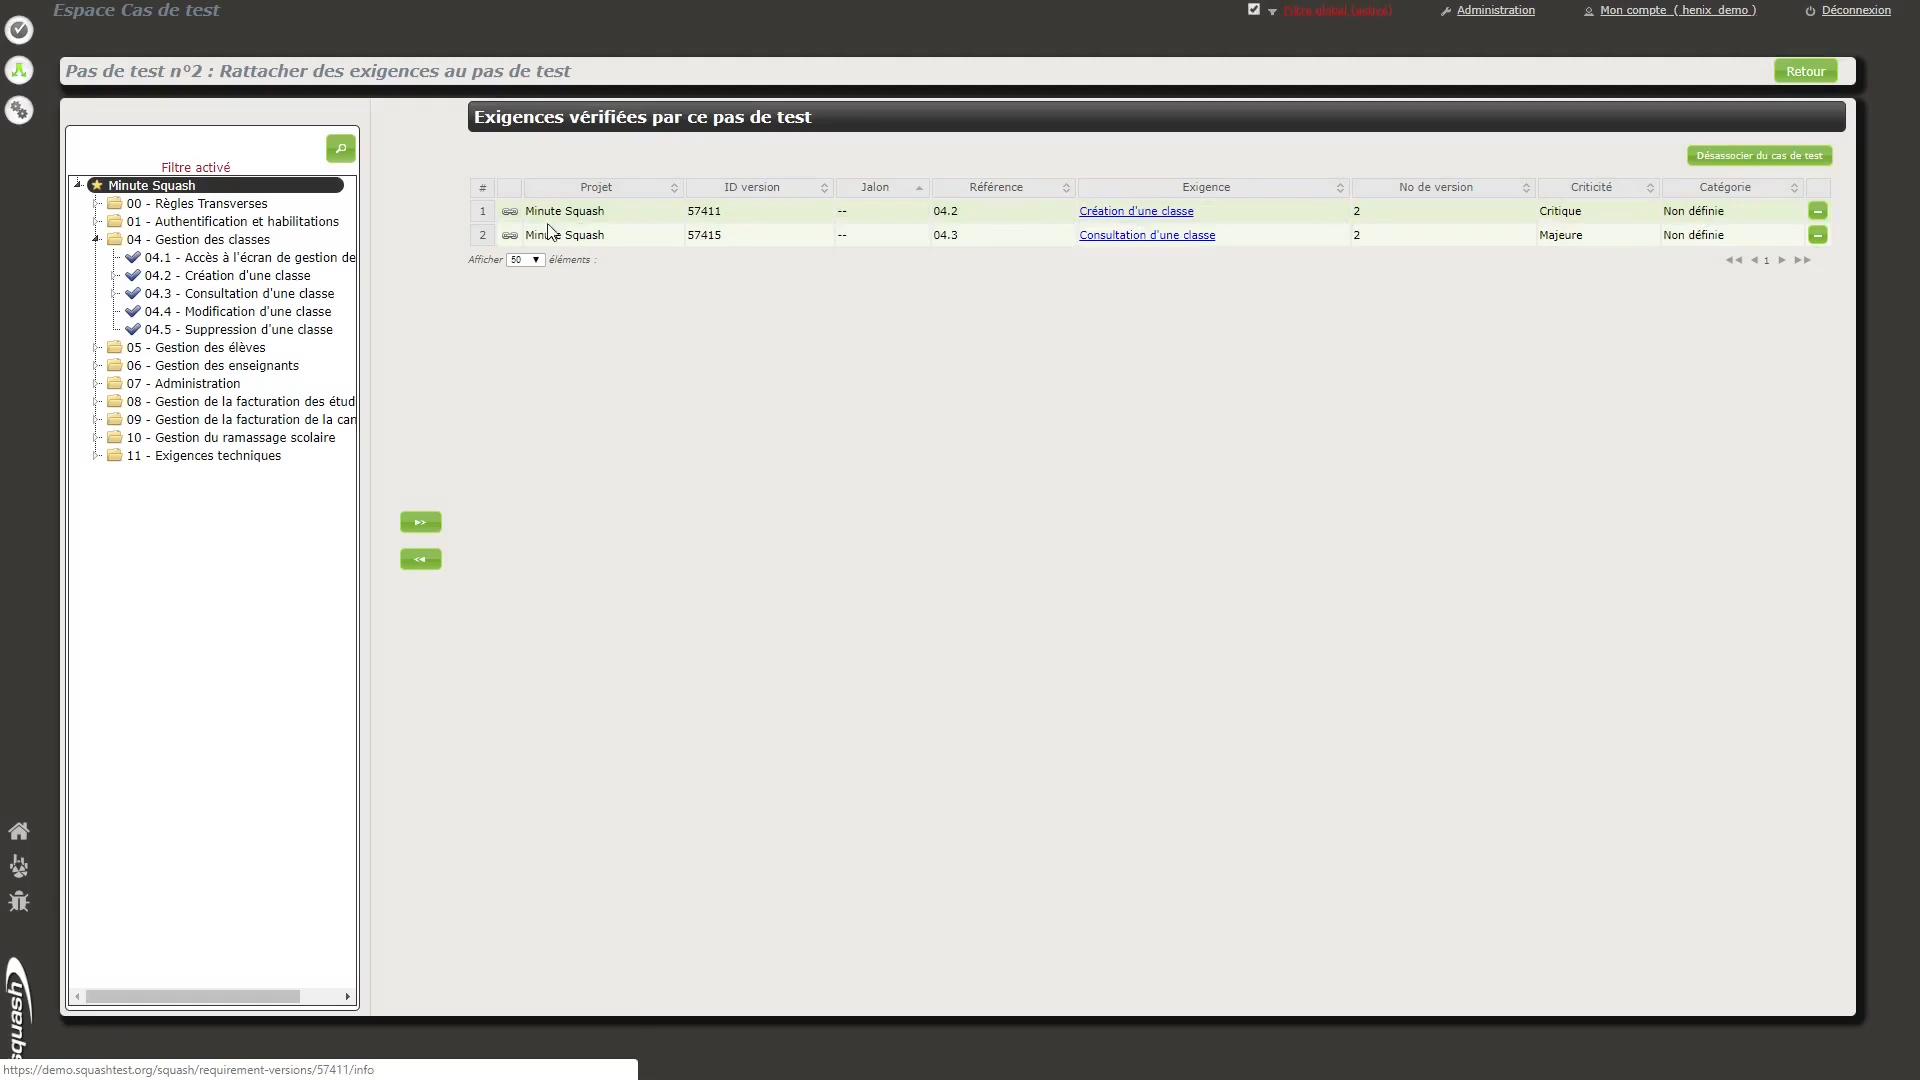 Espace Cas de test
Filtre global (activé)
Administration
Mon compte ( henix demo )
Déconnexion
Pas de test n°2 : Rattacher des exigences au pas de test
Retour
Filtre activé
Minute Squash
00 - Règles Transverses
01 - Authentification et habilitations
04 - Gestion des classes
04.1 - Accès à l'écran de gestion de
04.2 - Création d'une classe
04.3 - Consultation d'une classe
04.4 - Modification d'une classe
04.5 - Suppression d'une classe
05 - Gestion des élèves
06 - Gestion des enseignants
07 - Administration
08 - Gestion de la facturation des étud
09 - Gestion de la facturation de la can
10 - Gestion du ramassage scolaire
11 - Exigences techniques
Exigences vérifiées par ce pas de test
Désassocier du cas de test
# Projet ID version Jalon Référence Exigence No de version Criticité Catégorie
1 Minute Squash 57411 -- 04.2 Création d'une classe 2 Critique Non définie
2 Minute Squash 57415 -- 04.3 Consultation d'une classe 2 Majeure Non définie
Afficher 50 éléments :
1
squash
https://demo.squashtest.org/squash/requirement-versions/57411/info